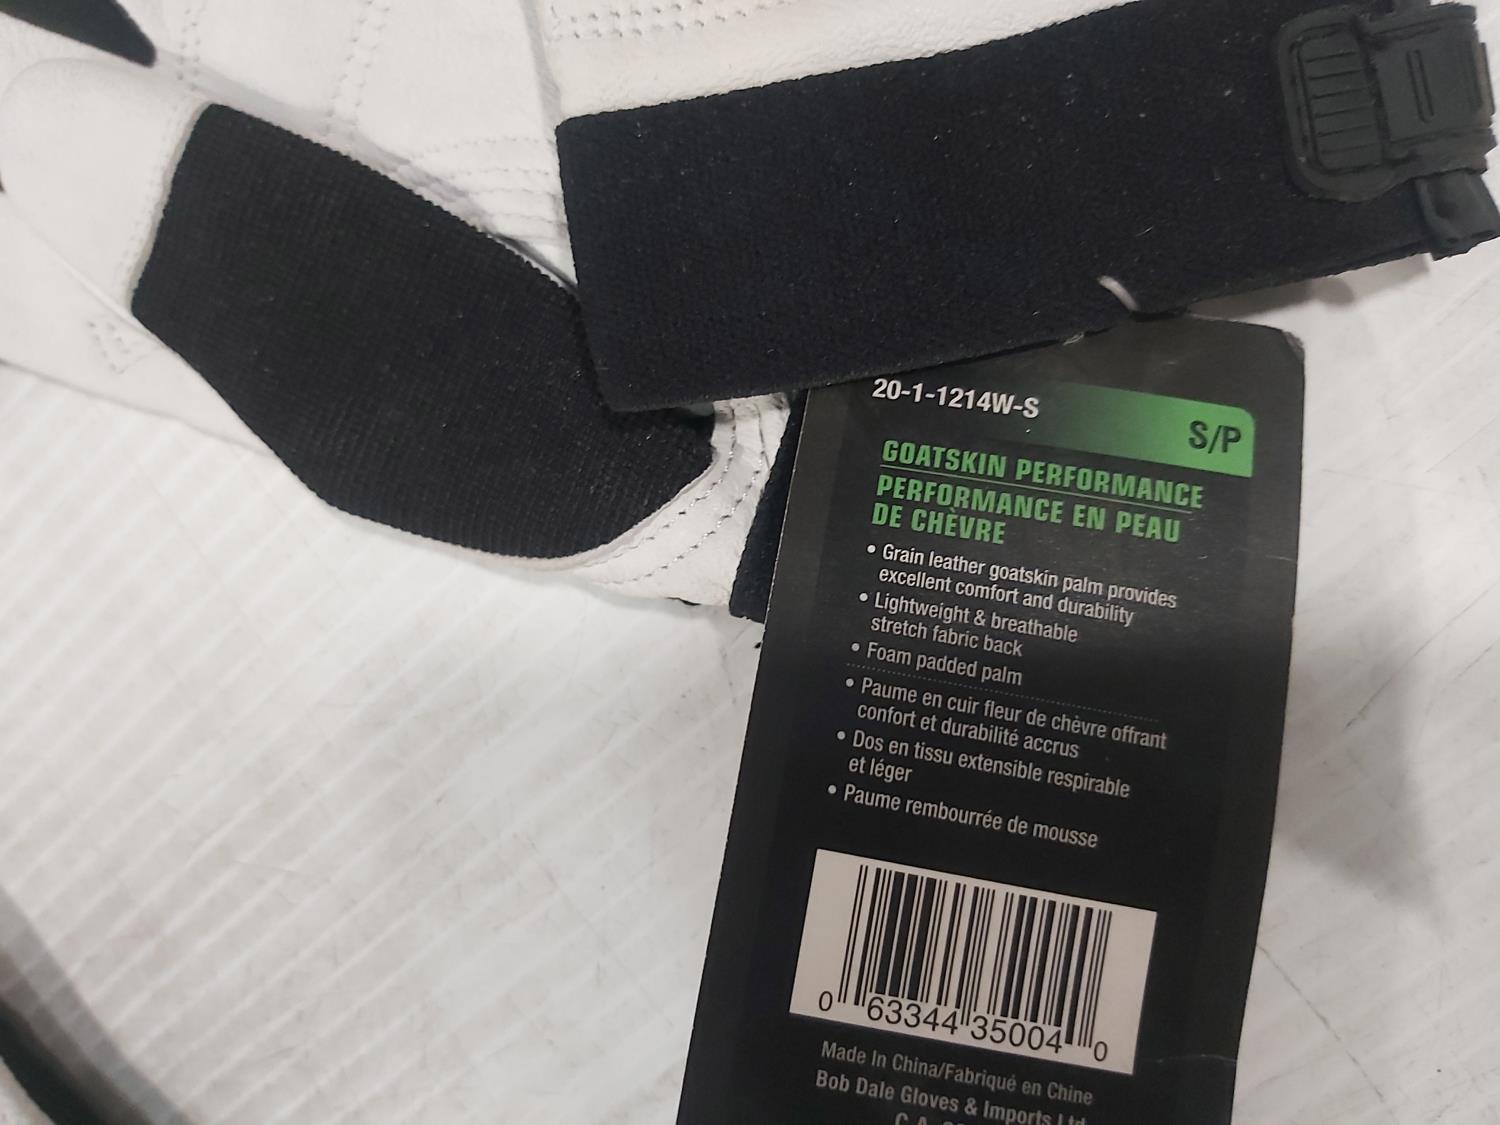 20-1-1214W-S
S/P
GOATSKIN PERFORMANCE
PERFORMANCE EN PEAU
DE CHÈVRE
• Grain leather goatskin palm provides
excellent comfort and durability
• Lightweight & breathable
stretch fabric back
• Foam padded palm
• Paume en cuir fleur de chèvre offrant
confort et durabilité accrus
• Dos en tissu extensible respirable
et léger
• Paume rembourrée de mousse
0 63344 35004 0
Made In China/Fabriqué en Chine
Bob Dale Gloves & Imports Ltd.
C.A.